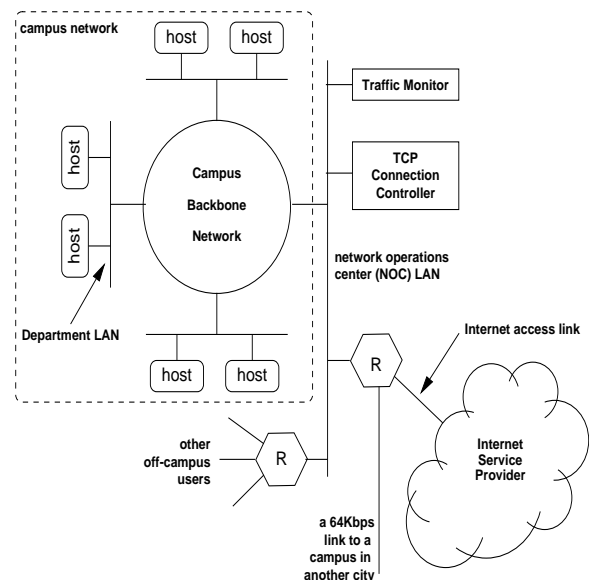 campus network
host
host
Traffic Monitor
TCP
Connection
Controller
host
host
Campus
Backbone
Network
network operations
center (NOC) LAN
Department LAN
Internet access link
host
host
R
R
other
off-campus
users
Internet
Service
Provider
a 64Kbps
link to a
campus in
another city